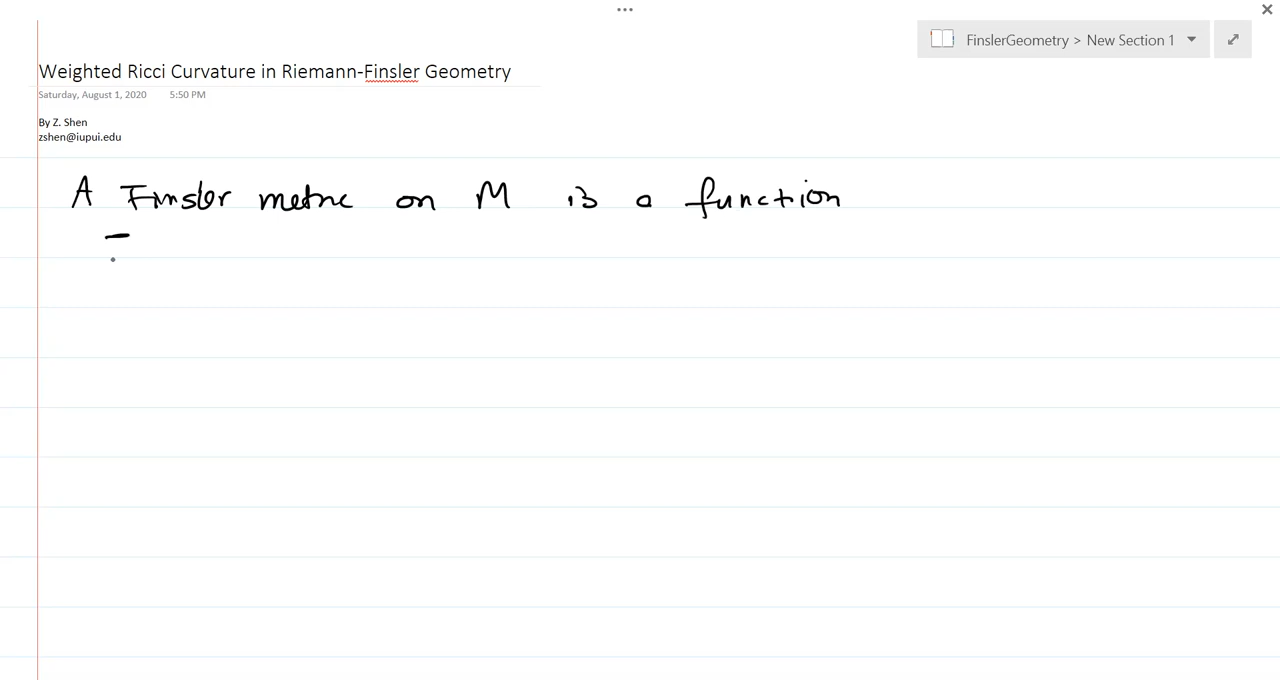 FinslerGeometry > New Section 1
Weighted Ricci Curvature in Riemann-Finsler Geometry
Saturday, August 1, 2020 5:50 PM
By Z. Shen
zshen@iupui.edu
A Finsler metric on M is a function